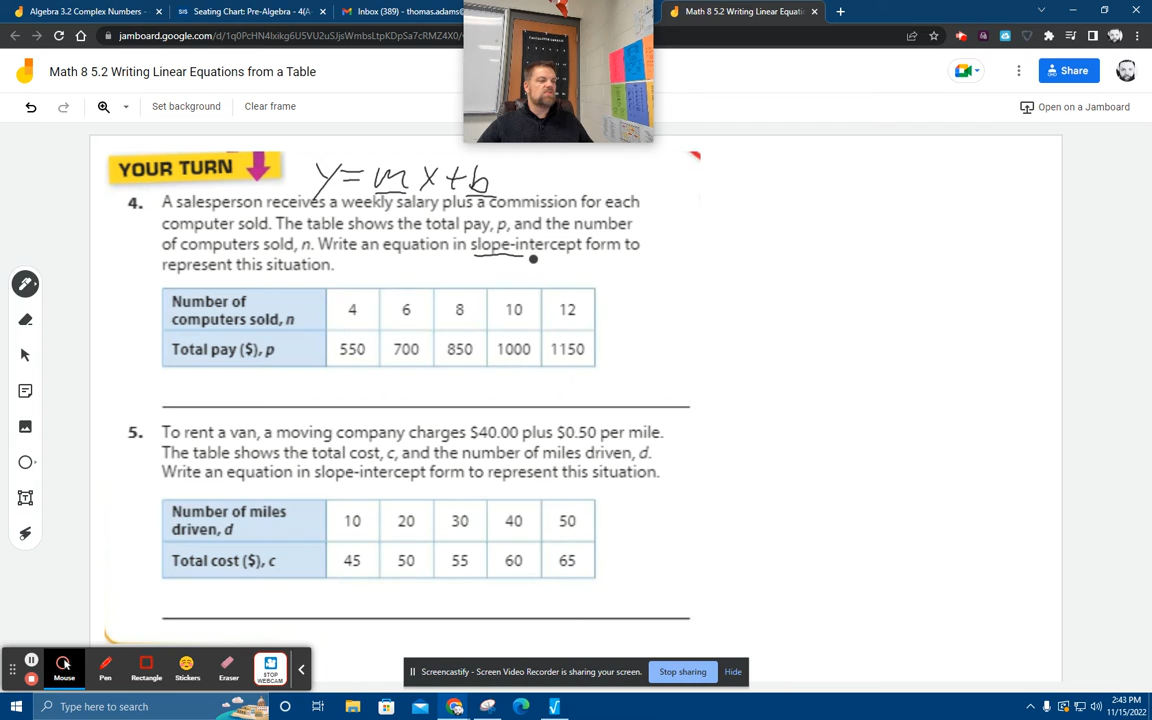 Algebra 3.2 Complex Numbers -
Seating Chart: Pre-Algebra - 4(A
Inbox (389) - thomas.adams
Math 8 5.2 Writing Linear Equati
jamboard.google.com
Math 8 5.2 Writing Linear Equations from a Table
Share
Set background
Clear frame
Open on a Jamboard
YOUR TURN
y=mx+b
4. A salesperson receives a weekly salary plus a commission for each
computer sold. The table shows the total pay, p, and the number
of computers sold, n. Write an equation in slope-intercept form to
represent this situation.
Number of
computers sold, n
4 6 8 10 12
Total pay ($), p 550 700 850 1000 1150
5. To rent a van, a moving company charges $40.00 plus $0.50 per mile.
The table shows the total cost, c, and the number of miles driven, d.
Write an equation in slope-intercept form to represent this situation.
Number of miles
driven, d
10 20 30 40 50
Total cost ($), c 45 50 55 60 65
Mouse
Pen
Rectangle
Stickers
Eraser
STOP
WEBCAM
Screencastify - Screen Video Recorder is sharing your screen.
Stop sharing
Hide
Type here to search
2:43 PM
11/15/2022